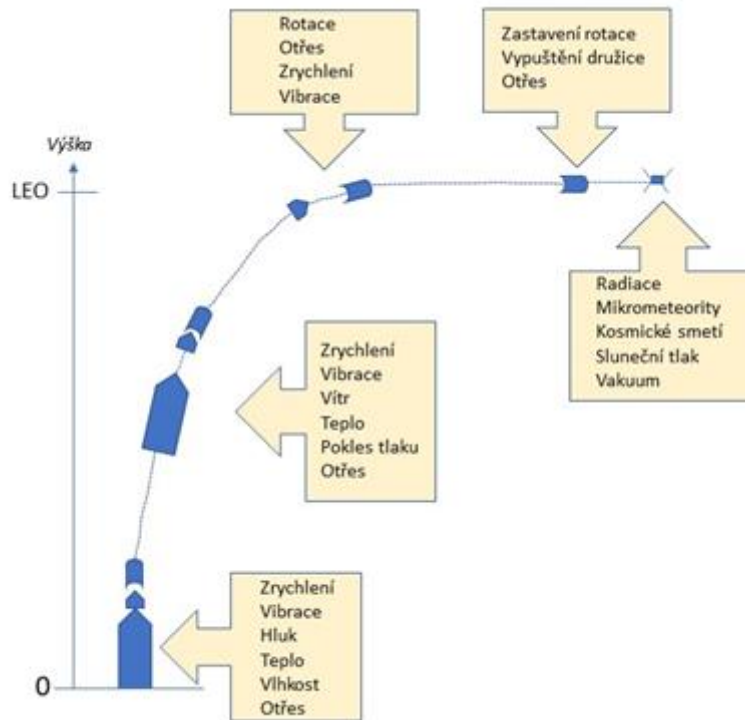 Rotace
Otřes
Zrychlení
Vibrace
Zastavení rotace
Vypuštění družice
Otřes
Výška
LEO
Radiace
Mikrometeority
Kosmické smetí
Sluneční tlak
Vakuum
Zrychlení
Vibrace
Vítr
Teplo
Pokles tlaku
Otřes
Zrychlení
Vibrace
Hluk
Teplo
Vlhkost
Otřes
0